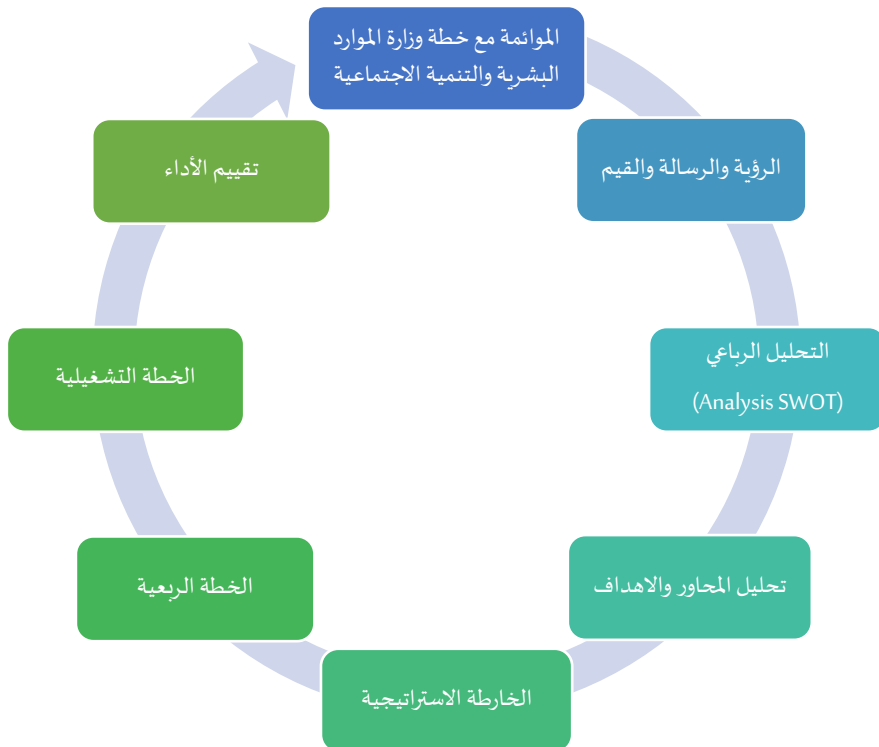 الموائمة مع خطة وزارة الموارد
البشرية والتنمية الاجتماعية
الرؤية والرسالة والقيم
التحليل الرباعي
(Analysis SWOT)
تحليل المحاور والاهداف
الخارطة الاستراتيجية
الخطة الربعية
الخطة التشغيلية
تقييم الأداء